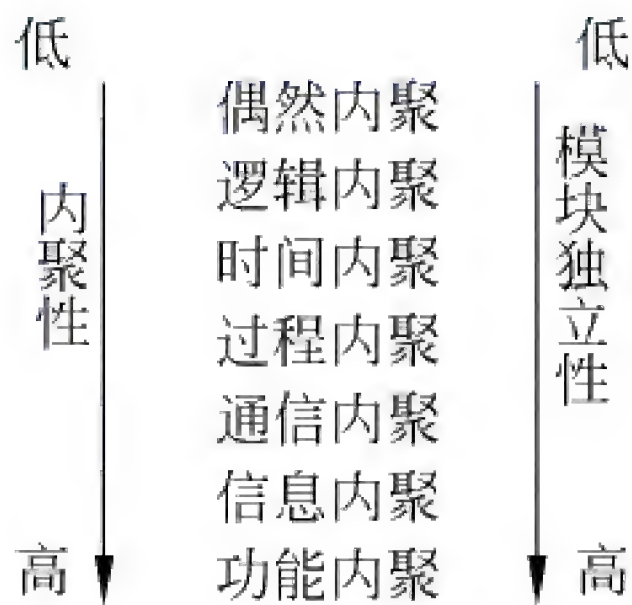 低
低
偶然内聚
逻辑内聚
时间内聚
过程内聚
通信内聚
信息内聚
功能内聚
内聚性
模块独立性
高
高